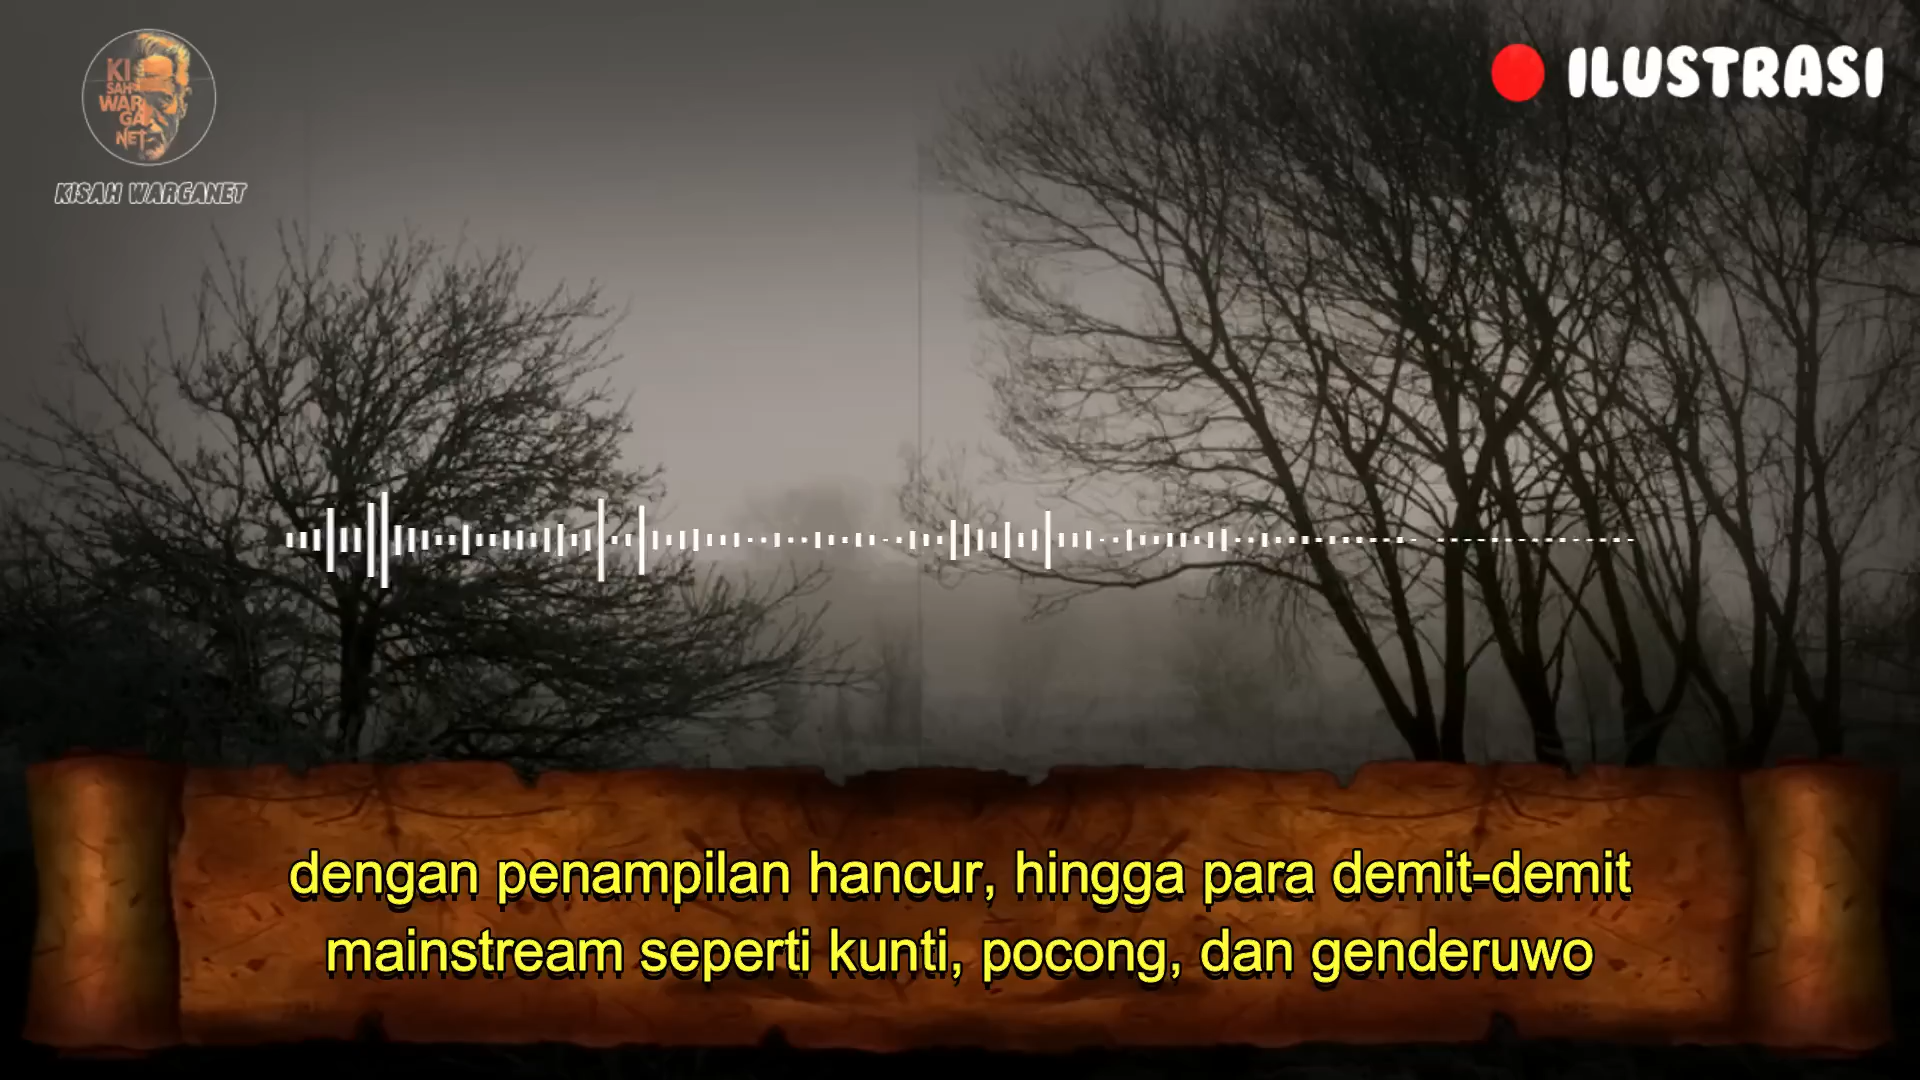 KI
SAH
WAR
GA
NET
KISAH WARGANET
ILUSTRASI
dengan penampilan hancur, hingga para demit-demit
mainstream seperti kunti, pocong, dan genderuwo